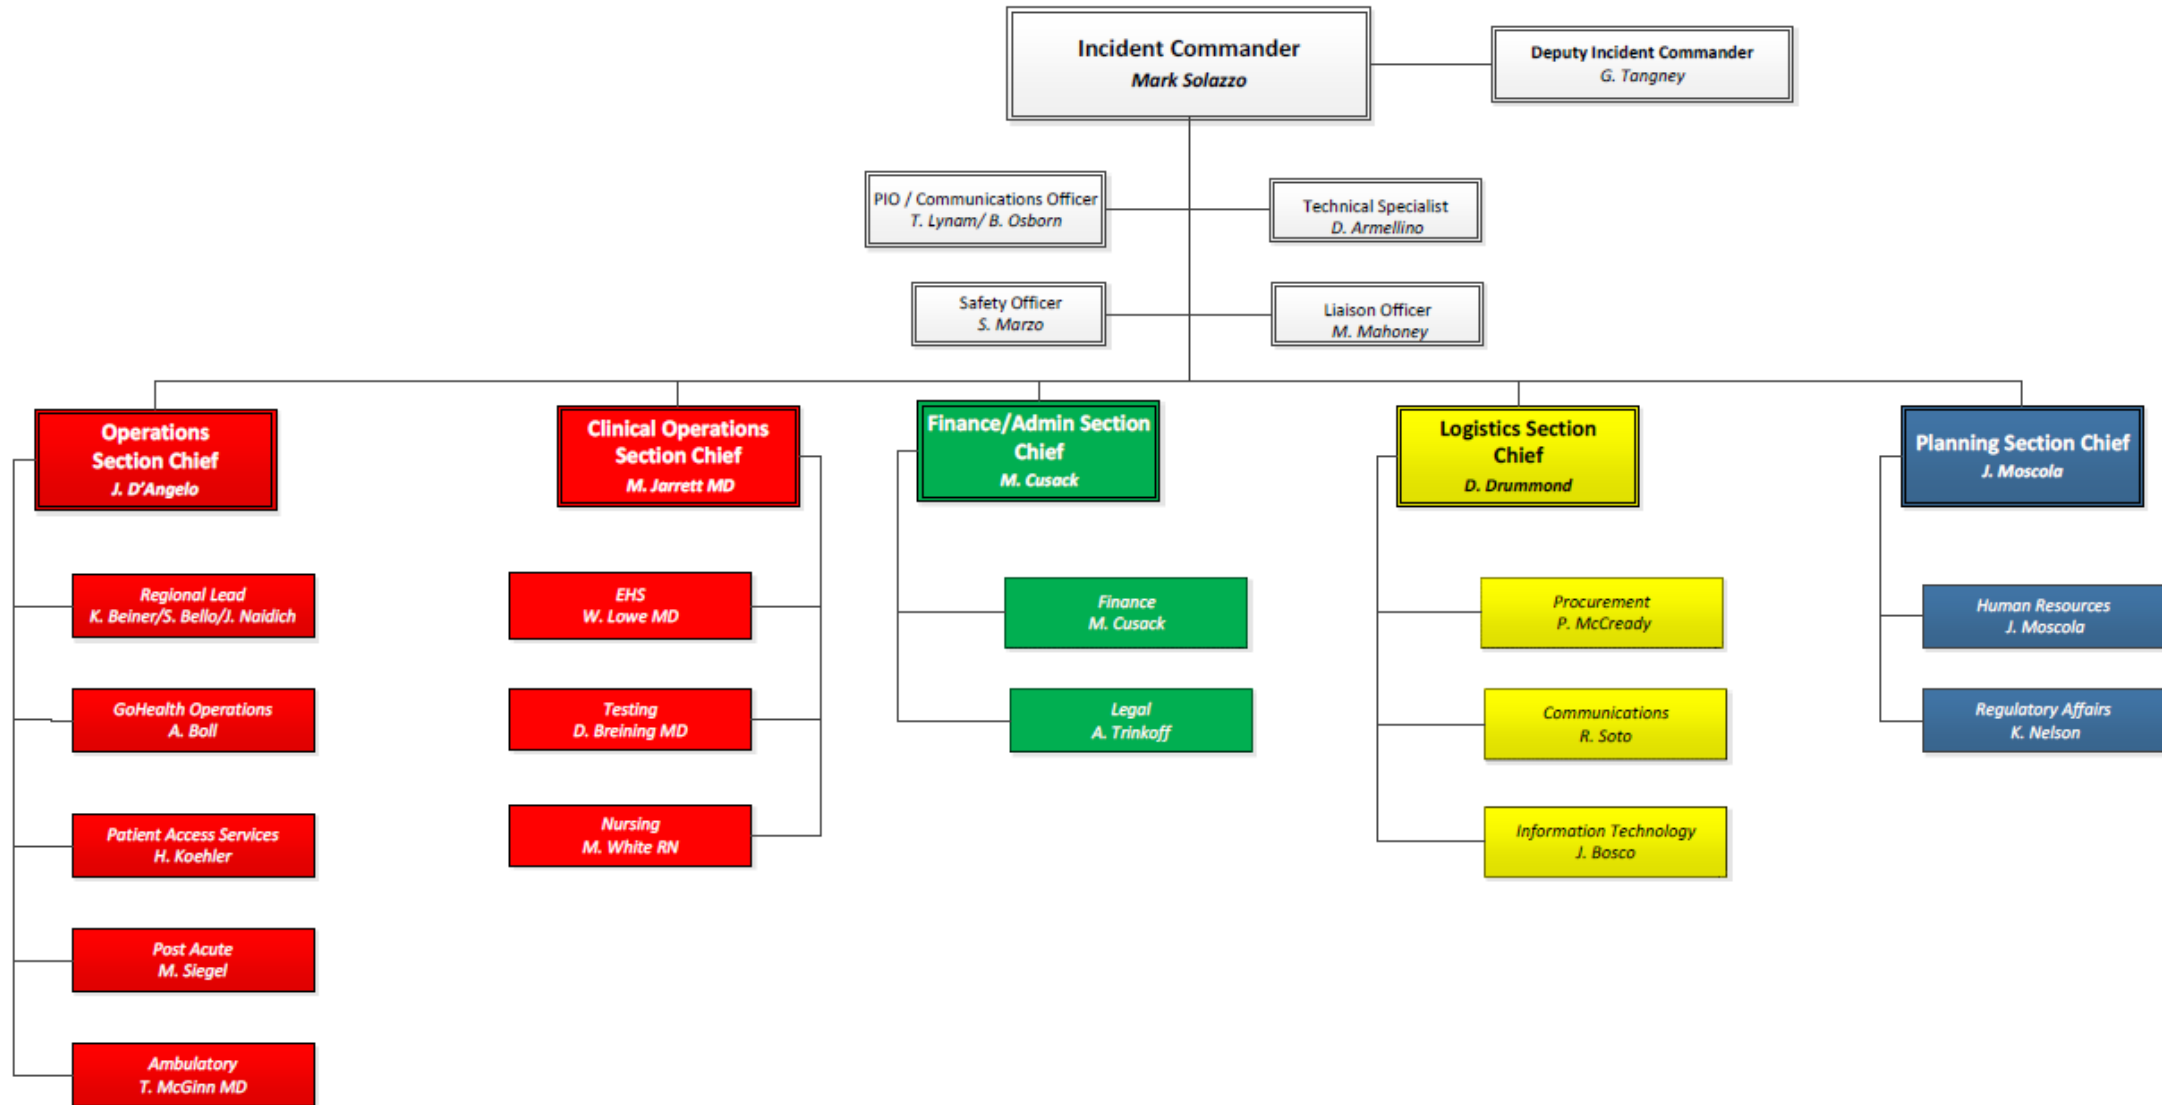 Incident Commander
Mark Solazzo
Deputy Incident Commander
G. Tangney
PIO / Communications Officer
T. Lynam/ B. Osborn
Technical Specialist
D. Armellino
Safety Officer
S. Marzo
Liaison Officer
M. Mahoney
Operations
Section Chief
J. D'Angelo
Regional Lead
K. Beiner/S. Bello/J. Naidich
GoHealth Operations
A. Boll
Patient Access Services
H. Koehler
Post Acute
M. Siegel
Ambulatory
T. McGinn MD
Clinical Operations
Section Chief
M. Jarrett MD
EHS
W. Lowe MD
Testing
D. Breining MD
Nursing
M. White RN
Finance/Admin Section
Chief
M. Cusack
Finance
M. Cusack
Legal
A. Trinkoff
Logistics Section
Chief
D. Drummond
Procurement
P. McCready
Communications
R. Soto
Information Technology
J. Bosco
Planning Section Chief
J. Moscola
Human Resources
J. Moscola
Regulatory Affairs
K. Nelson